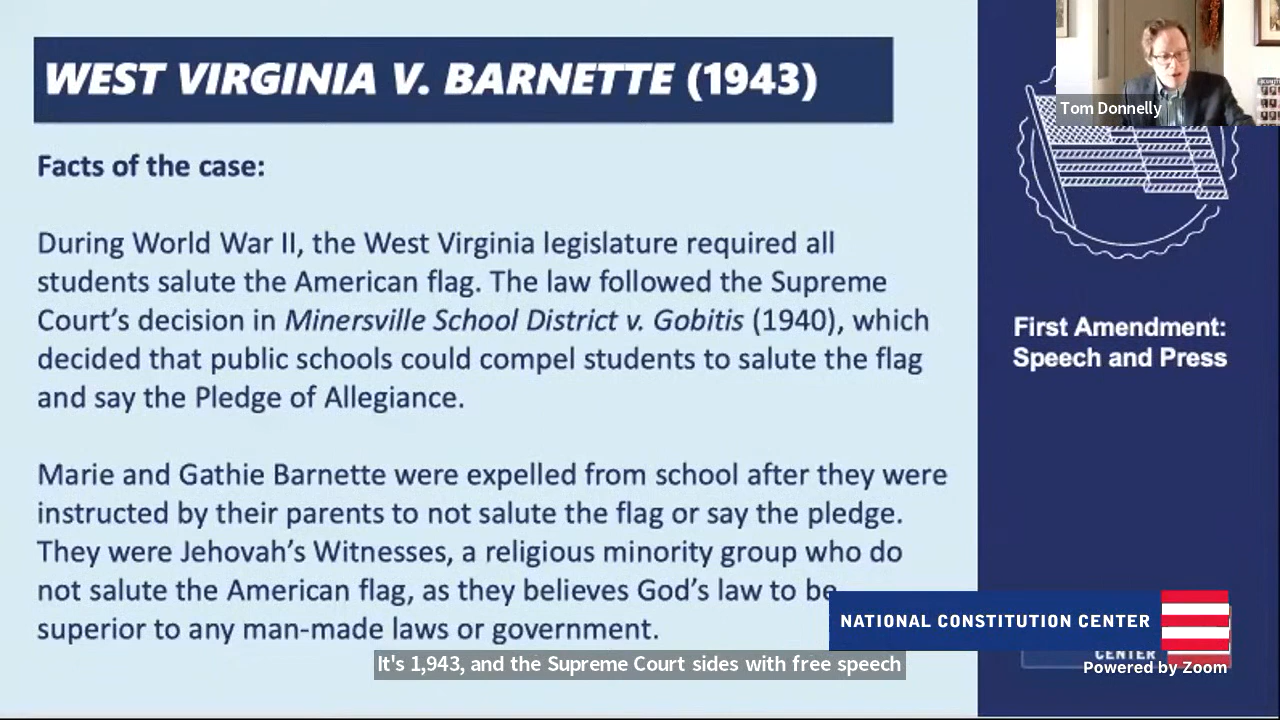 WEST VIRGINIA V. BARNETTE (1943)
Tom Donnelly
Facts of the case:
During World War II, the West Virginia legislature required all
students salute the American flag. The law followed the Supreme
Court's decision in Minersville School District v. Gobitis (1940), which
decided that public schools could compel students to salute the flag
and say the Pledge of Allegiance.
Marie and Gathie Barnette were expelled from school after they were
instructed by their parents to not salute the flag or say the pledge.
They were Jehovah's Witnesses, a religious minority group who do
not salute the American flag, as they believes God's law to be
superior to any man-made laws or government.
First Amendment:
Speech and Press
NATIONAL CONSTITUTION CENTER
CENTER
Powered by Zoom
It's 1,943, and the Supreme Court sides with free speech